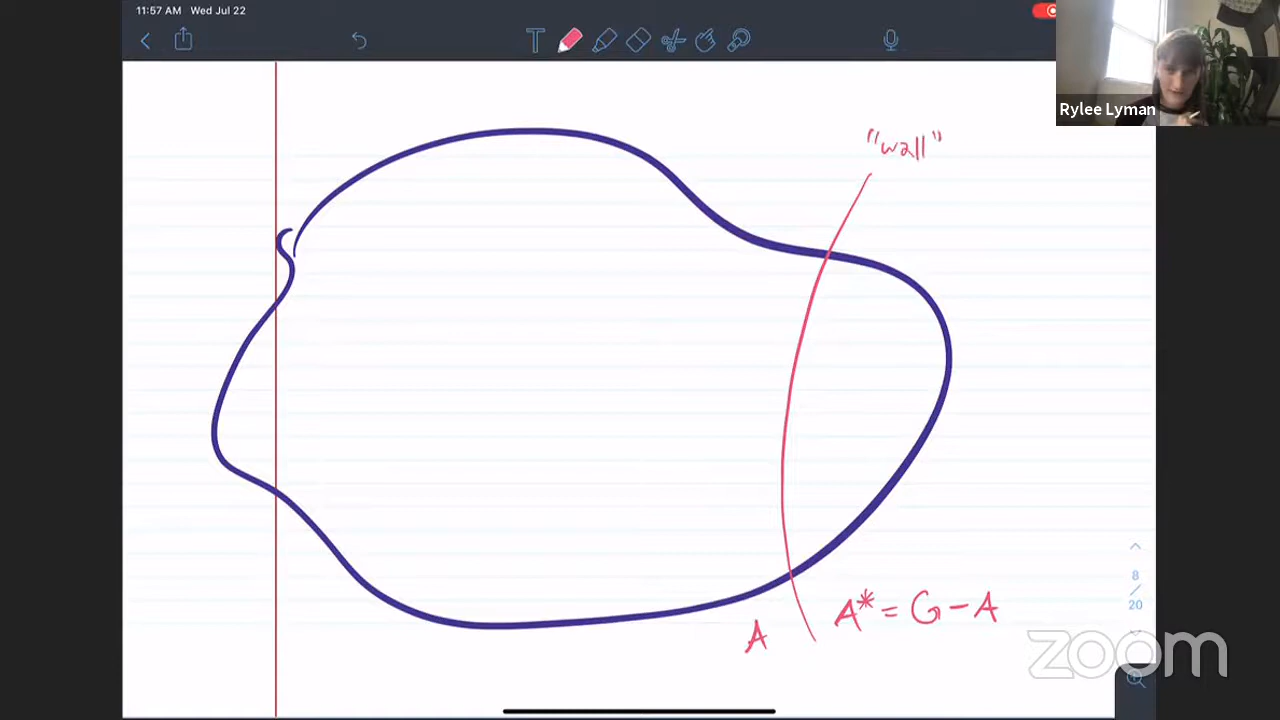 11:57 AM Wed Jul 22
T
Rylee Lyman
"wall"
A
A* = G - A
8
/
20
zoom